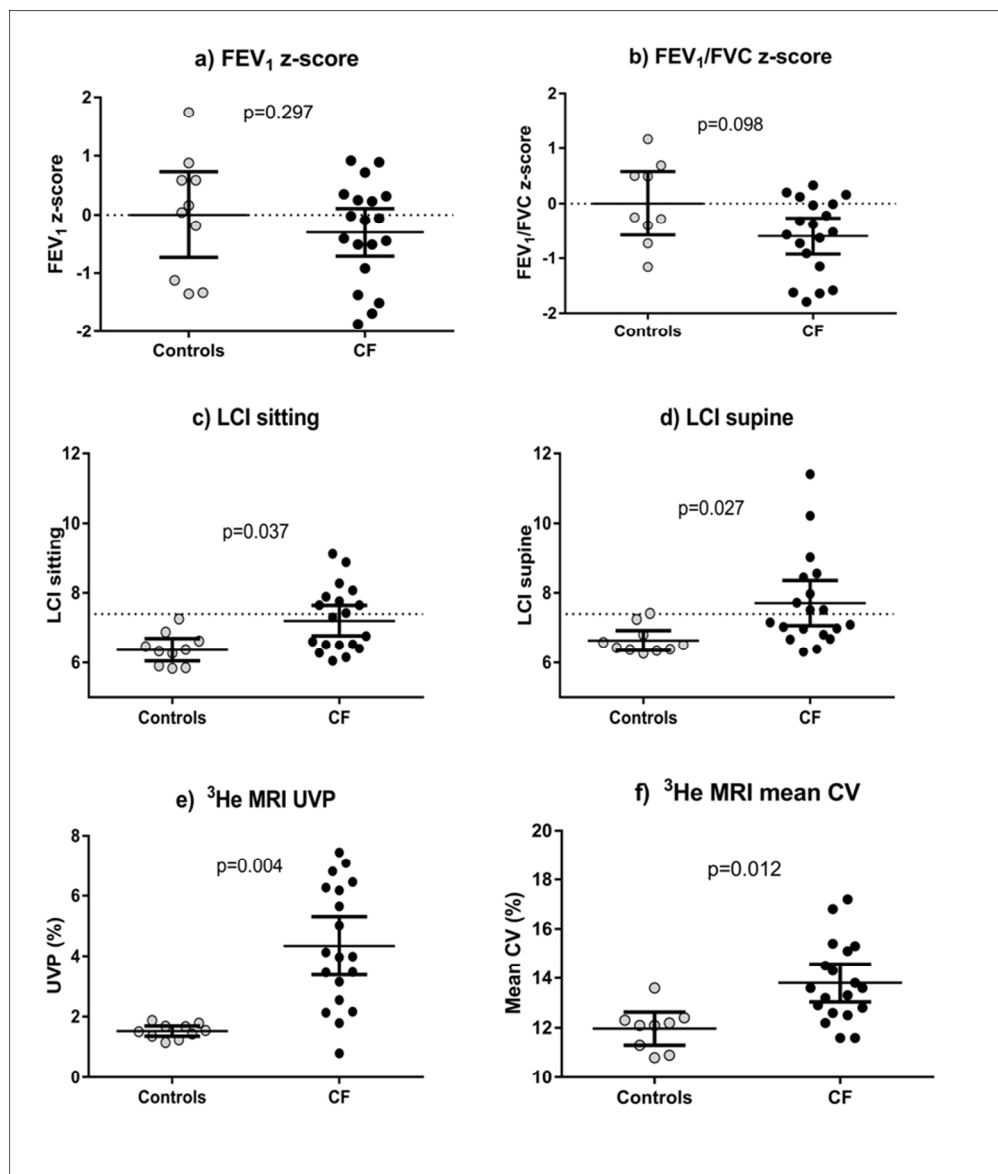 a) FEV₁ z-score
p=0.297
FEV₁ z-score
2
1
0
-1
-2
Controls
CF
b) FEV₁/FVC z-score
p=0.098
FEV₁/FVC z-score
2
1
0
-1
-2
Controls
CF
c) LCI sitting
p=0.037
LCI sitting
12
10
8
6
Controls
CF
d) LCI supine
p=0.027
LCI supine
12
10
8
6
Controls
CF
e) ³He MRI UVP
p=0.004
UVP (%)
8
6
4
2
0
Controls
CF
f) ³He MRI mean CV
p=0.012
Mean CV (%)
20
18
16
14
12
10
Controls
CF